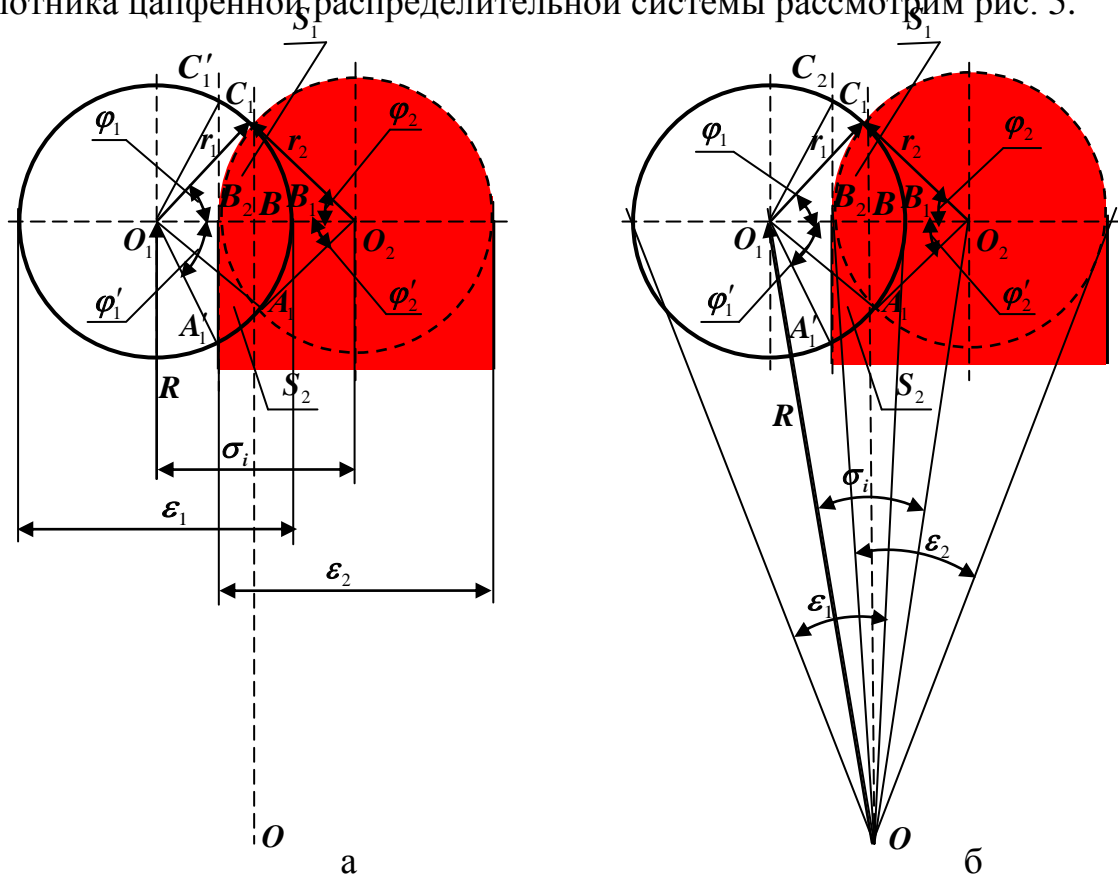 лотника цапфенной распределительной системы рассмотрим рис. 5.
S₁
S₁
C₁′
C₁
φ₁
φ₂
r₁
r₂
B₂
B
B₁
O₁
O₂
φ₁′
φ₂′
A₁′
A₁
R
S₂
σᵢ
ε₁
ε₂
O
а
C₂
C₁
φ₁
φ₂
r₁
r₂
B₂
B
B₁
O₁
O₂
φ₁′
φ₂′
A₁′
A₁
R
S₂
σᵢ
ε₂
ε₁
O
б